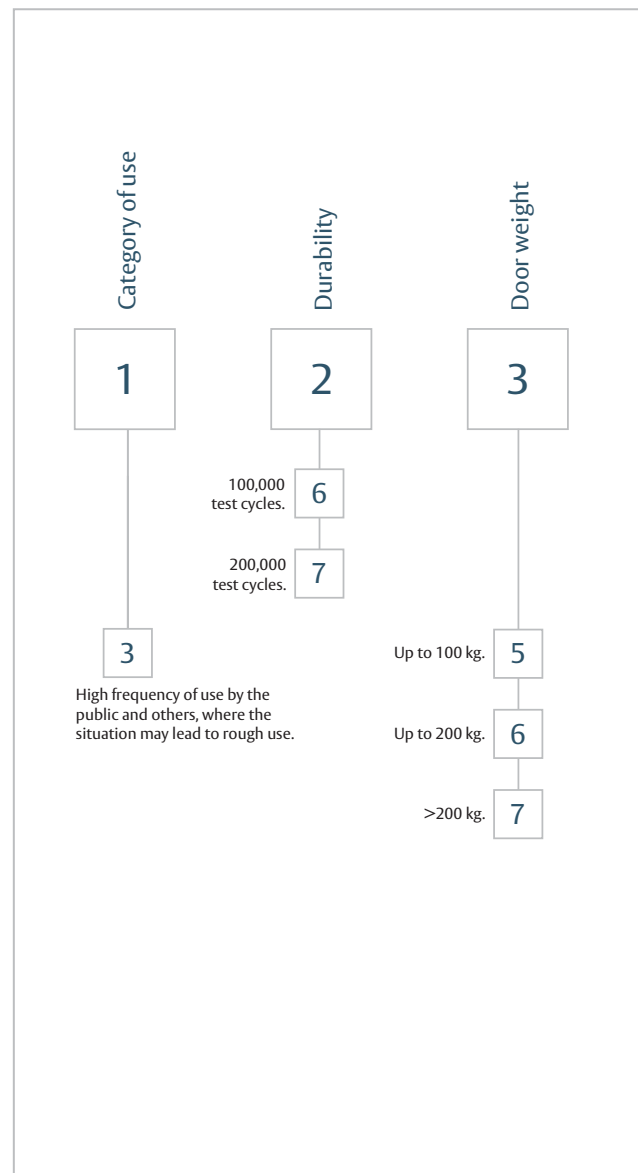 Category of use
Durability
Door weight
1
2
3
100,000
test cycles.
6
200,000
test cycles.
7
3
High frequency of use by the
public and others, where the
situation may lead to rough use.
Up to 100 kg.
5
Up to 200 kg.
6
>200 kg.
7